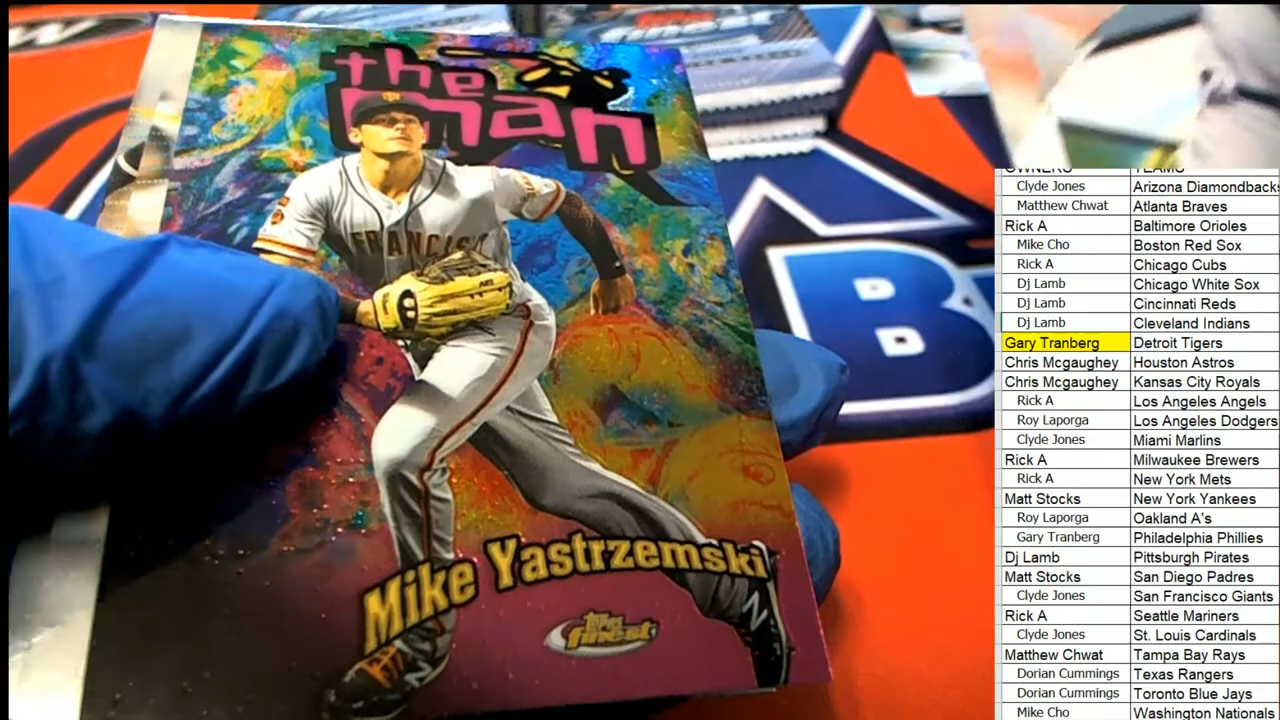 the
man
FRANCISC
Mike Yastrzemski
finest
B
OWNERS TEAMS
Clyde Jones Arizona Diamondback
Matthew Chwat Atlanta Braves
Rick A Baltimore Orioles
Mike Cho Boston Red Sox
Rick A Chicago Cubs
Dj Lamb Chicago White Sox
Dj Lamb Cincinnati Reds
Dj Lamb Cleveland Indians
Gary Tranberg Detroit Tigers
Chris Mcgaughey Houston Astros
Chris Mcgaughey Kansas City Royals
Rick A Los Angeles Angels
Roy Laporga Los Angeles Dodgers
Clyde Jones Miami Marlins
Rick A Milwaukee Brewers
Rick A New York Mets
Matt Stocks New York Yankees
Roy Laporga Oakland A's
Gary Tranberg Philadelphia Phillies
Dj Lamb Pittsburgh Pirates
Matt Stocks San Diego Padres
Clyde Jones San Francisco Giants
Rick A Seattle Mariners
Clyde Jones St. Louis Cardinals
Matthew Chwat Tampa Bay Rays
Dorian Cummings Texas Rangers
Dorian Cummings Toronto Blue Jays
Mike Cho Washington Nationals